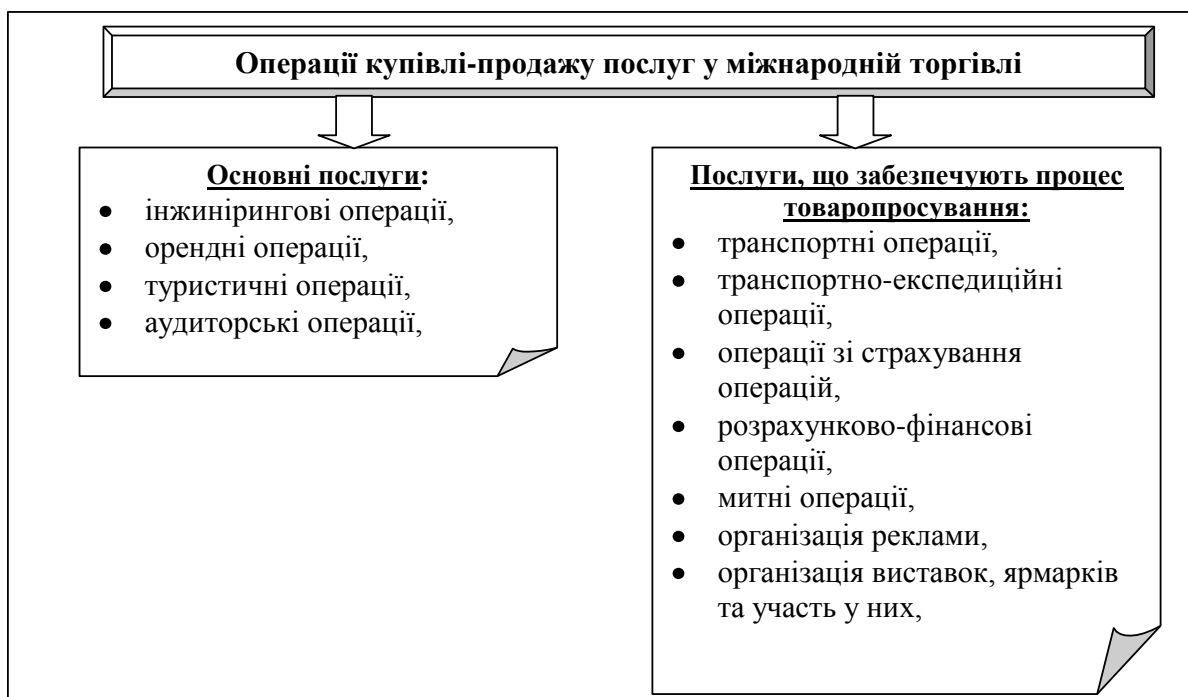 Операції купівлі-продажу послуг у міжнародній торгівлі
Основні послуги:
• інжинірингові операції,
• орендні операції,
• туристичні операції,
• аудиторські операції,
Послуги, що забезпечують процес
товаропросування:
• транспортні операції,
• транспортно-експедиційні
операції,
• операції зі страхування
операцій,
• розрахунково-фінансові
операції,
• митні операції,
• організація реклами,
• організація виставок, ярмарків
та участь у них,